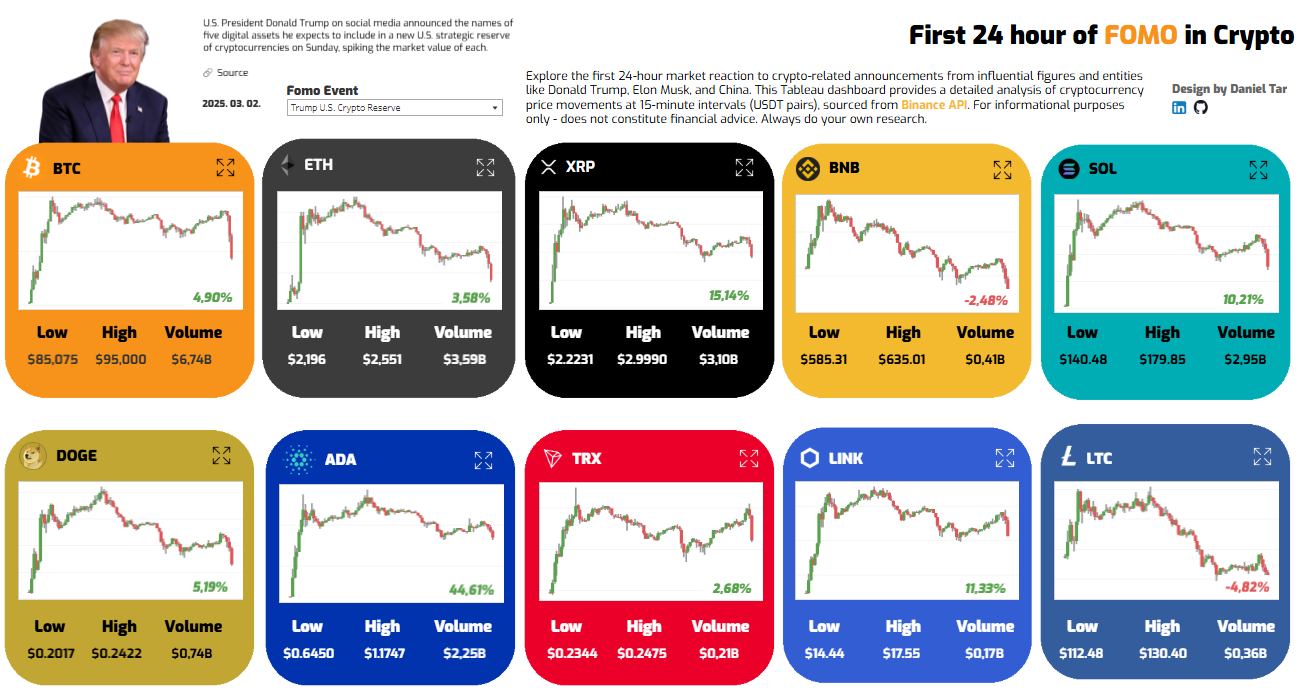 U.S. President Donald Trump on social media announced the names of
five digital assets he expects to include in a new U.S. strategic reserve
of cryptocurrencies on Sunday, spiking the market value of each.
Source
2025. 03. 02.
Fomo Event
Trump U.S. Crypto Reserve
First 24 hour of FOMO in Crypto
Explore the first 24-hour market reaction to crypto-related announcements from influential figures and entities
like Donald Trump, Elon Musk, and China. This Tableau dashboard provides a detailed analysis of cryptocurrency
price movements at 15-minute intervals (USDT pairs), sourced from Binance API. For informational purposes
only - does not constitute financial advice. Always do your own research.
Design by Daniel Tar
in
BTC
4,90%
Low High Volume
$85,075 $95,000 $6,74B
ETH
3,58%
Low High Volume
$2,196 $2,551 $3,59B
XRP
15,14%
Low High Volume
$2.2231 $2.9990 $3,10B
BNB
-2,48%
Low High Volume
$585.31 $635.01 $0,41B
SOL
10,21%
Low High Volume
$140.48 $179.85 $2,95B
DOGE
5,19%
Low High Volume
$0.2017 $0.2422 $0,74B
ADA
44,61%
Low High Volume
$0.6450 $1.1747 $2,25B
TRX
2,68%
Low High Volume
$0.2344 $0.2475 $0,21B
LINK
11,33%
Low High Volume
$14.44 $17.55 $0,17B
LTC
-4,82%
Low High Volume
$112.48 $130.40 $0,36B